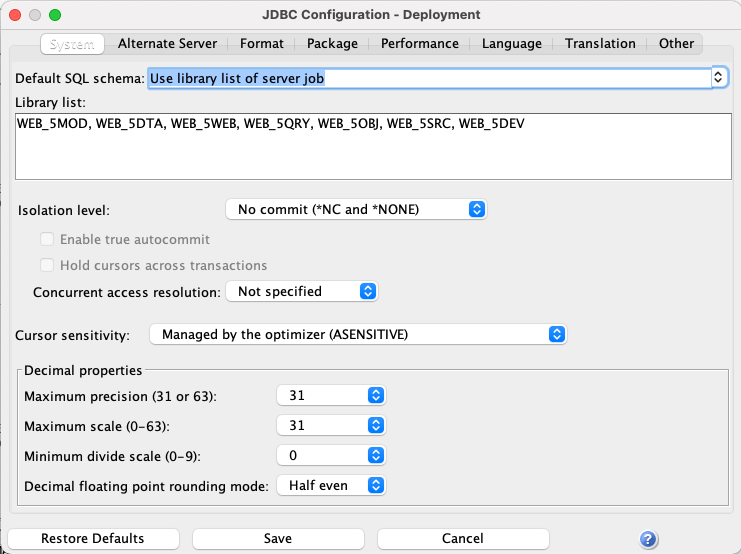 JDBC Configuration - Deployment
System Alternate Server Format Package Performance Language Translation Other
Default SQL schema: Use library list of server job
Library list:
WEB_5MOD, WEB_5DTA, WEB_5WEB, WEB_5QRY, WEB_5OBJ, WEB_5SRC, WEB_5DEV
Isolation level: No commit (*NC and *NONE)
Enable true autocommit
Hold cursors across transactions
Concurrent access resolution: Not specified
Cursor sensitivity: Managed by the optimizer (ASENSITIVE)
Decimal properties
Maximum precision (31 or 63): 31
Maximum scale (0-63): 31
Minimum divide scale (0-9): 0
Decimal floating point rounding mode: Half even
Restore Defaults Save Cancel ?